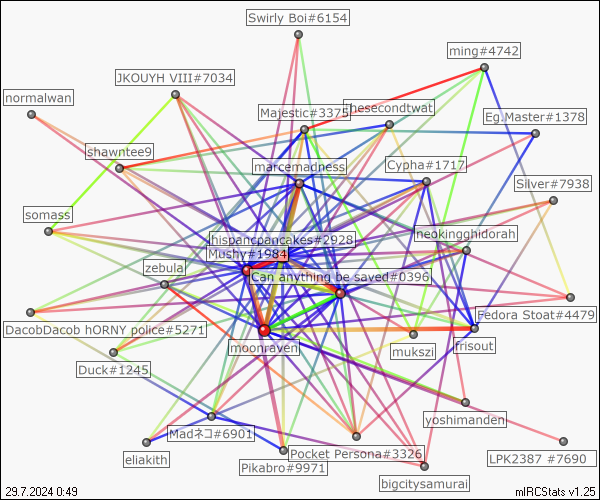 Swirly Boi#6154
ming#4742
JKOUYH VIII#7034
normalwan
Majestic#3375
thesecondtwat
Eg.Master#1378
shawntee9
marcemadness
Cypha#1717
Silver#7938
somass
hispancpancakes#2928
neokingghidorah
Mushy#1984
zebula
Can anything be saved#0396
DacobDacob hORNY police#5271
Fedora Stoat#4479
moonraven
mukszi
frisout
Duck#1245
yoshimanden
Madネコ#6901
eliakith
Pocket Persona#3326
Pikabro#9971
LPK2387 #7690
bigcitysamurai
29.7.2024 0:49
mIRCStats v1.25